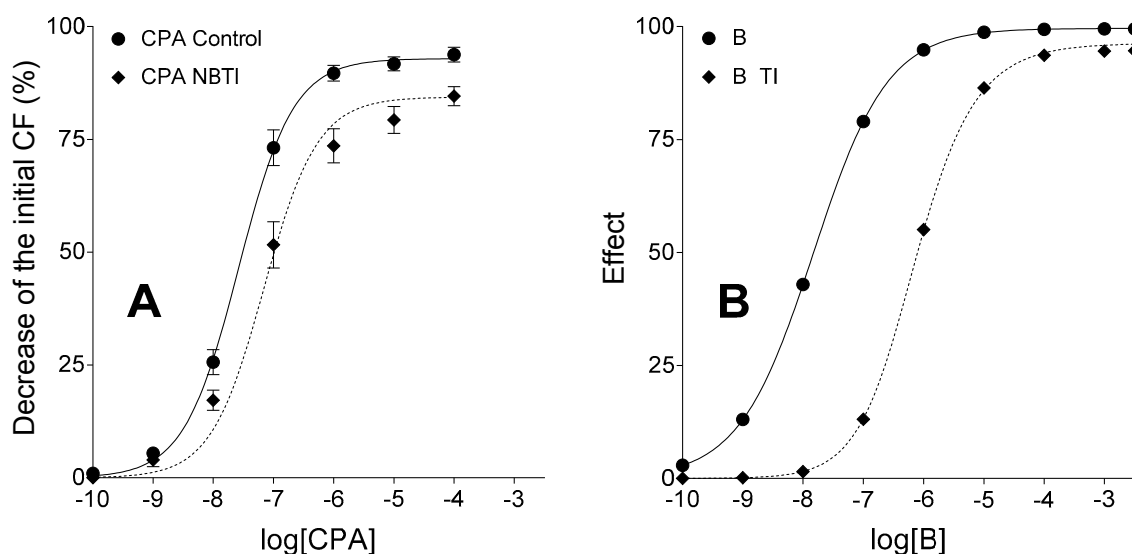 100
75
50
25
0
-10
-9
-8
-7
-6
-5
-4
-3
Decrease of the initial CF (%)
log[CPA]
CPA Control
CPA NBTI
A
100
75
50
25
0
-10
-9
-8
-7
-6
-5
-4
-3
Effect
log[B]
B
B TI
B